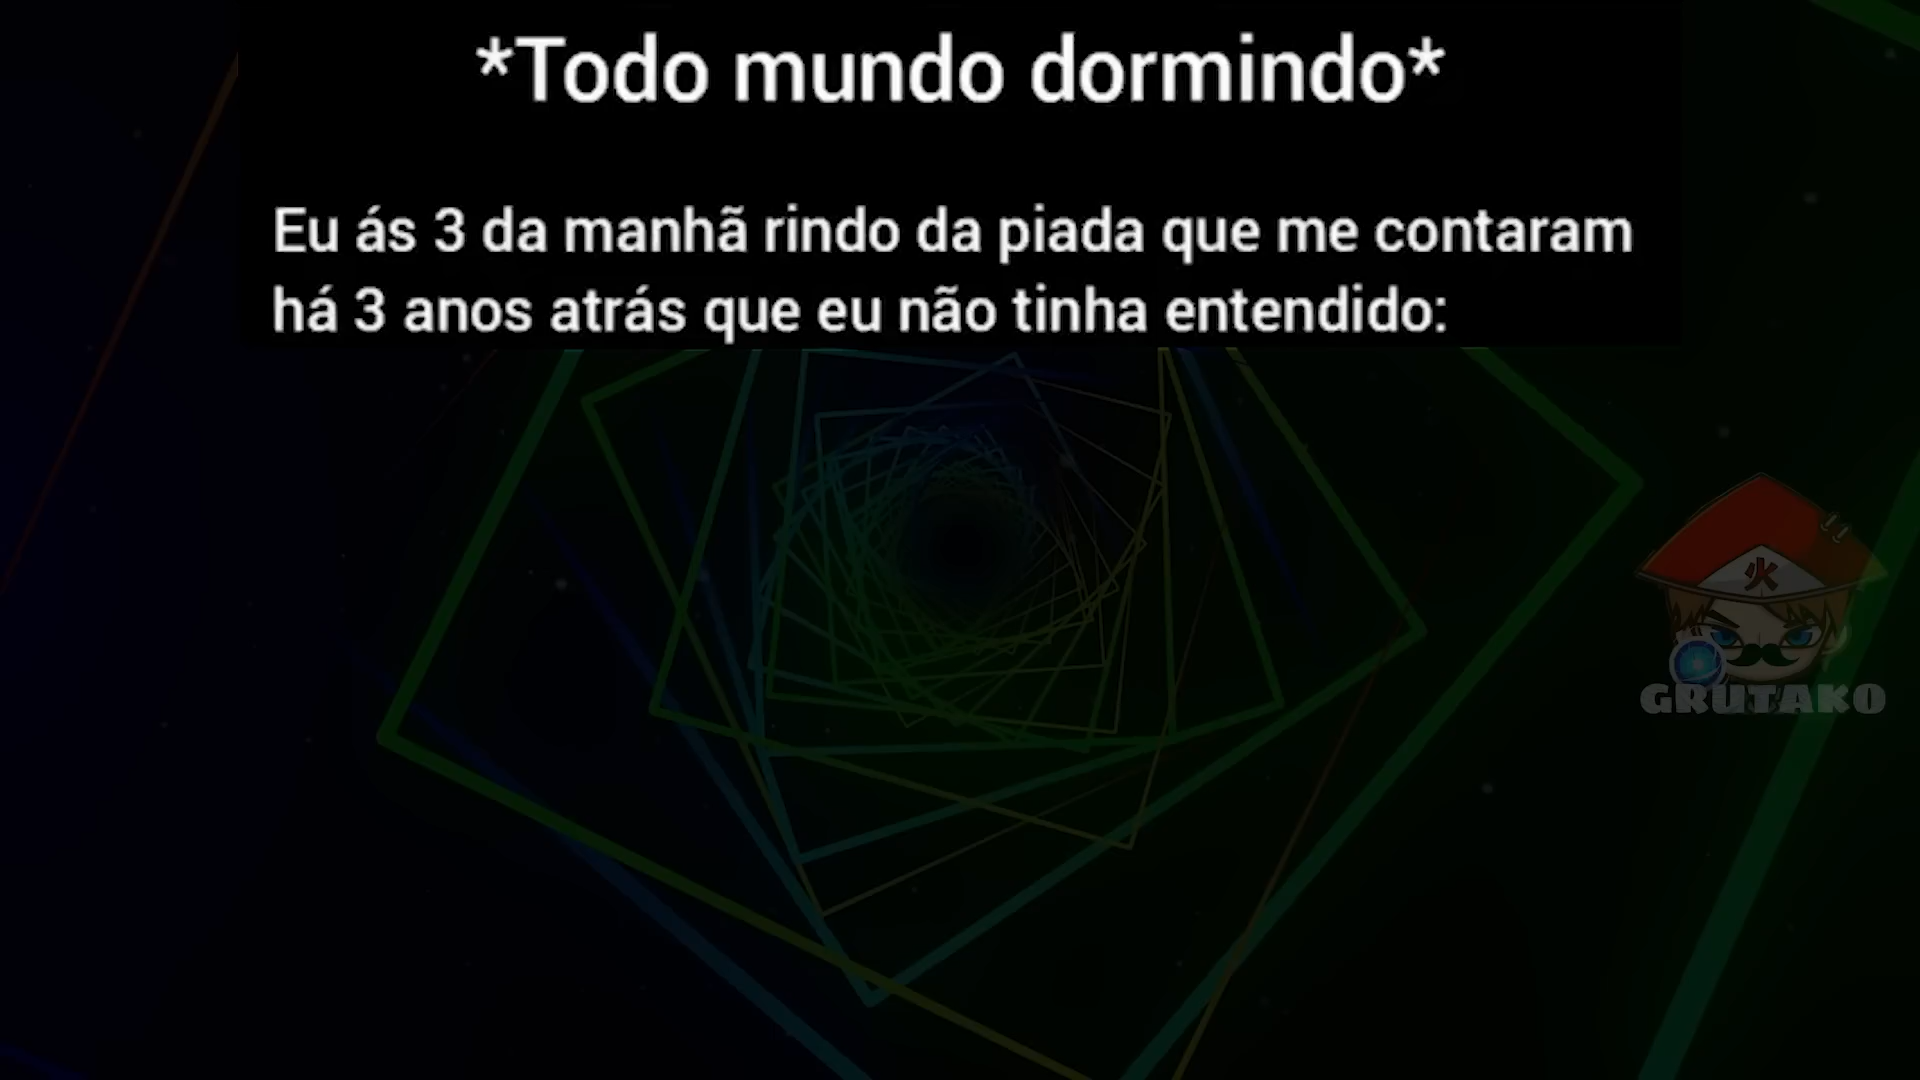 *Todo mundo dormindo*
Eu ás 3 da manhã rindo da piada que me contaram
há 3 anos atrás que eu não tinha entendido:
火
GRUTAKO